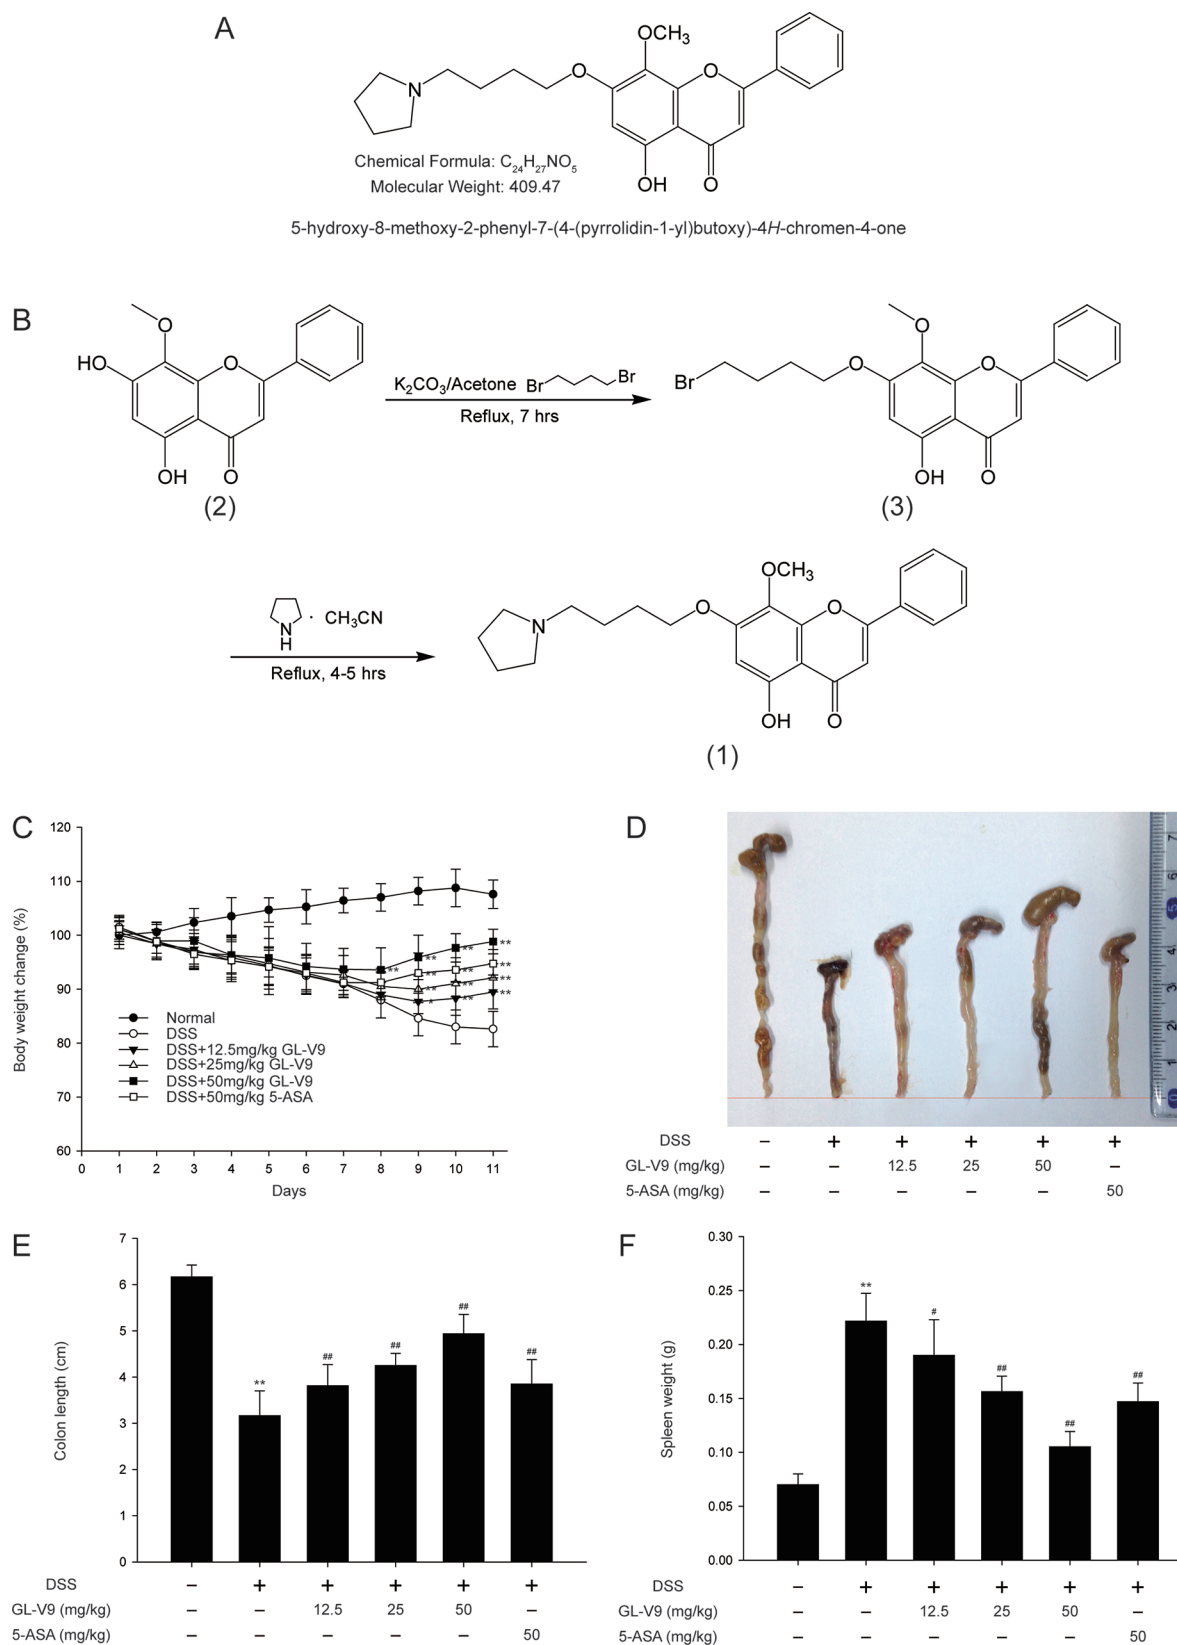 A
OCH₃
O
O
N
OH
O
Chemical Formula: C₂₄H₂₇NO₅
Molecular Weight: 409.47
5-hydroxy-8-methoxy-2-phenyl-7-(4-(pyrrolidin-1-yl)butoxy)-4H-chromen-4-one
B
O
HO
O
OH
O
(2)
K₂CO₃/Acetone Br Br
Reflux, 7 hrs
O
Br
O
O
OH
O
(3)
N
H
· CH₃CN
Reflux, 4-5 hrs
OCH₃
N
O
O
OH
O
(1)
C
Body weight change (%)
120
110
100
90
80
70
60
** ** ** **
** ** **
** ** **
* ** **
Normal
DSS
DSS+12.5mg/kg GL-V9
DSS+25mg/kg GL-V9
DSS+50mg/kg GL-V9
DSS+50mg/kg 5-ASA
0 1 2 3 4 5 6 7 8 9 10 11
Days
D
7
6
5
4
3
2
1
0
DSS – + + + + +
GL-V9 (mg/kg) – – 12.5 25 50 –
5-ASA (mg/kg) – – – – – 50
E
Colon length (cm)
7
6
5
4
3
2
1
0
** ## ## ## ##
DSS – + + + + +
GL-V9 (mg/kg) – – 12.5 25 50 –
5-ASA (mg/kg) – – – – – 50
F
Spleen weight (g)
0.30
0.25
0.20
0.15
0.10
0.05
0.00
** # ## ## ##
DSS – + + + + +
GL-V9 (mg/kg) – – 12.5 25 50 –
5-ASA (mg/kg) – – – – – 50